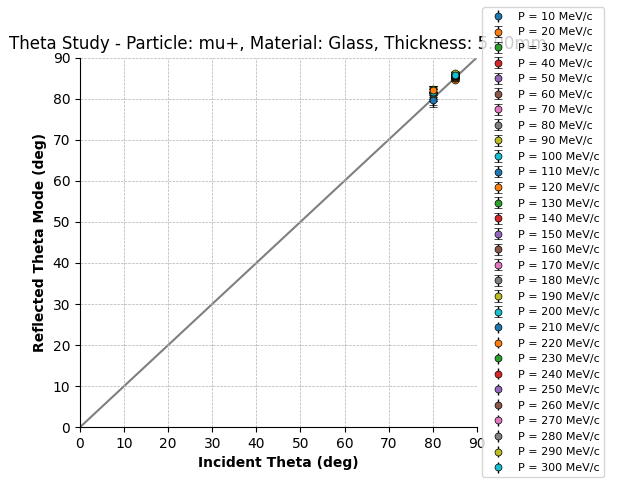 Theta Study - Particle: mu+, Material: Glass, Thickness: 5.00mm
Reflected Theta Mode (deg)
90
80
70
60
50
40
30
20
10
0
0 10 20 30 40 50 60 70 80 90
Incident Theta (deg)
P = 10 MeV/c
P = 20 MeV/c
P = 30 MeV/c
P = 40 MeV/c
P = 50 MeV/c
P = 60 MeV/c
P = 70 MeV/c
P = 80 MeV/c
P = 90 MeV/c
P = 100 MeV/c
P = 110 MeV/c
P = 120 MeV/c
P = 130 MeV/c
P = 140 MeV/c
P = 150 MeV/c
P = 160 MeV/c
P = 170 MeV/c
P = 180 MeV/c
P = 190 MeV/c
P = 200 MeV/c
P = 210 MeV/c
P = 220 MeV/c
P = 230 MeV/c
P = 240 MeV/c
P = 250 MeV/c
P = 260 MeV/c
P = 270 MeV/c
P = 280 MeV/c
P = 290 MeV/c
P = 300 MeV/c